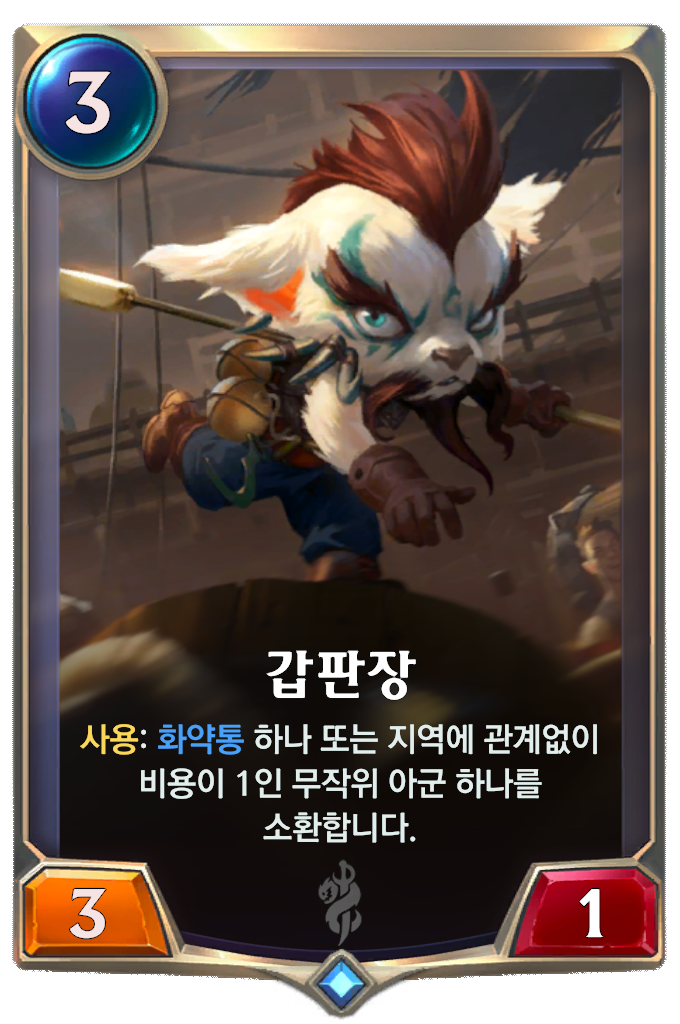 3
갑판장
사용: 화약통 하나 또는 지역에 관계없이
비용이 1인 무작위 아군 하나를
소환합니다.
3
1